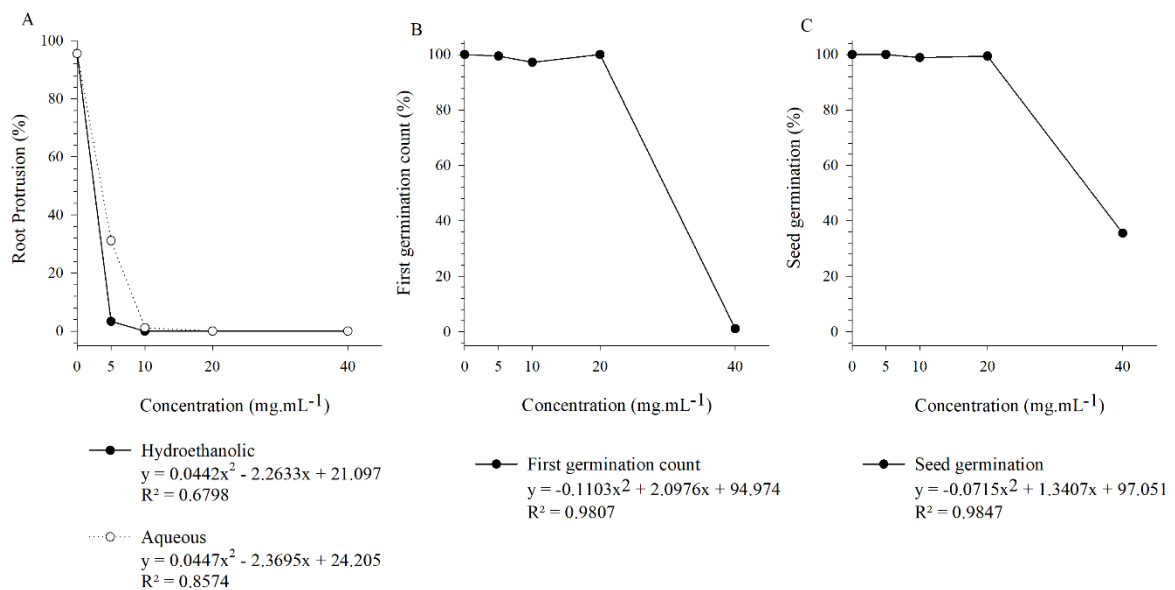 A
100
80
60
40
20
0
Root Protrusion (%)
0 5 10 20 40
Concentration (mg.mL-1)
Hydroethanolic
y = 0.0442x² - 2.2633x + 21.097
R² = 0.6798
Aqueous
y = 0.0447x² - 2.3695x + 24.205
R² = 0.8574
B
100
80
60
40
20
0
First germination count (%)
0 5 10 20 40
Concentration (mg.mL-1)
First germination count
y = -0.1103x2 + 2.0976x + 94.974
R² = 0.9807
C
100
80
60
40
20
0
Seed germination (%)
0 5 10 20 40
Concentration (mg.mL-1)
Seed germination
y = -0.0715x2 + 1.3407x + 97.051
R² = 0.9847